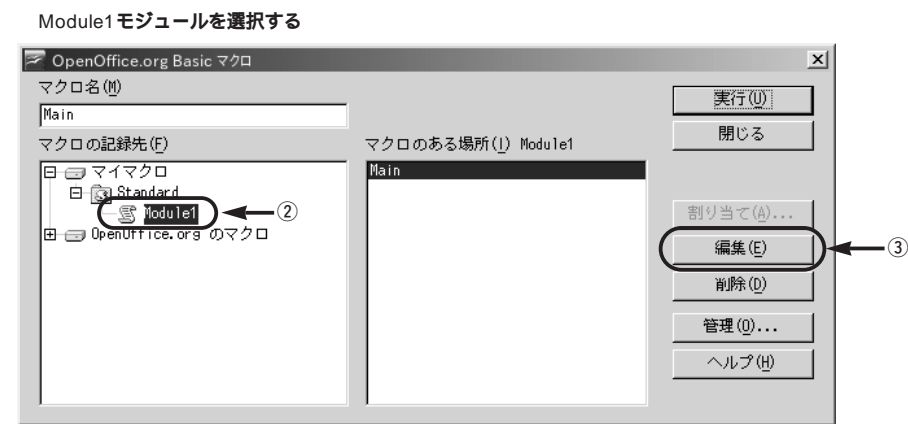 Module1モジュールを選択する
OpenOffice.org Basic マクロ
マクロ名(M)
Main
マクロの記録先(F)
マクロのある場所(I) Module1
マイマクロ
Standard
Module1
②
OpenOffice.org のマクロ
Main
実行(U)
閉じる
割り当て(A)...
編集(E)
③
削除(D)
管理(O)...
ヘルプ(H)